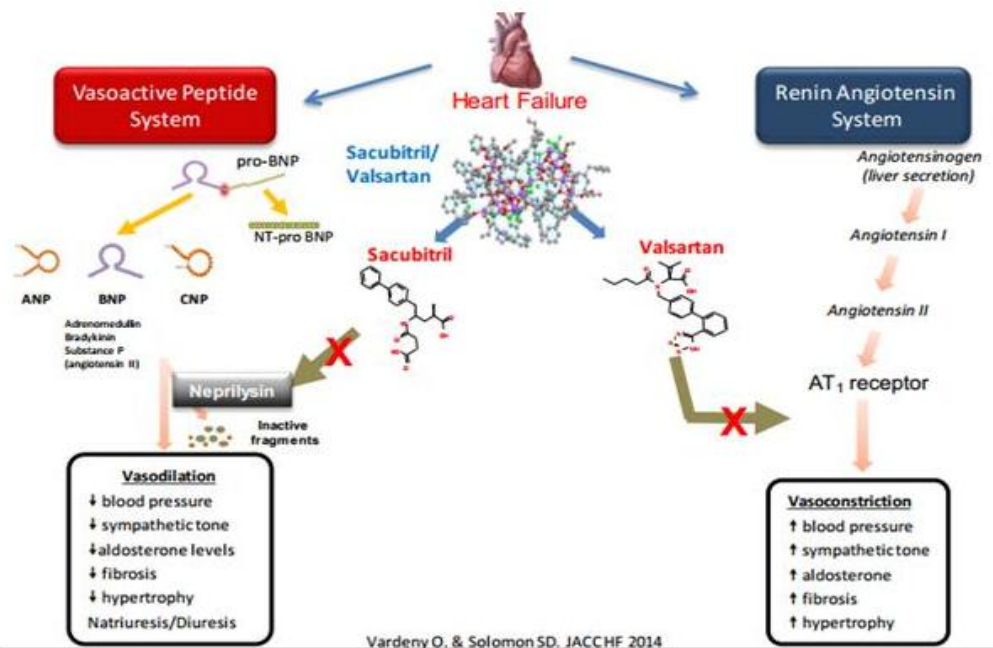 Heart Failure
Vasoactive Peptide
System
pro-BNP
NT-pro BNP
ANP
BNP
CNP
Adrenomedullin
Bradykinin
Substance P
(angiotensin II)
Neprilysin
Inactive
fragments
Vasodilation
↓ blood pressure
↓ sympathetic tone
↓aldosterone levels
↓ fibrosis
↓ hypertrophy
Natriuresis/Diuresis
Sacubitril/
Valsartan
Sacubitril
X
Valsartan
X
Renin Angiotensin
System
Angiotensinogen
(liver secretion)
Angiotensin I
Angiotensin II
AT₁ receptor
Vasoconstriction
↑ blood pressure
↑ sympathetic tone
↑ aldosterone
↑ fibrosis
↑ hypertrophy
Vardeny O. & Solomon SD. JACCHF 2014